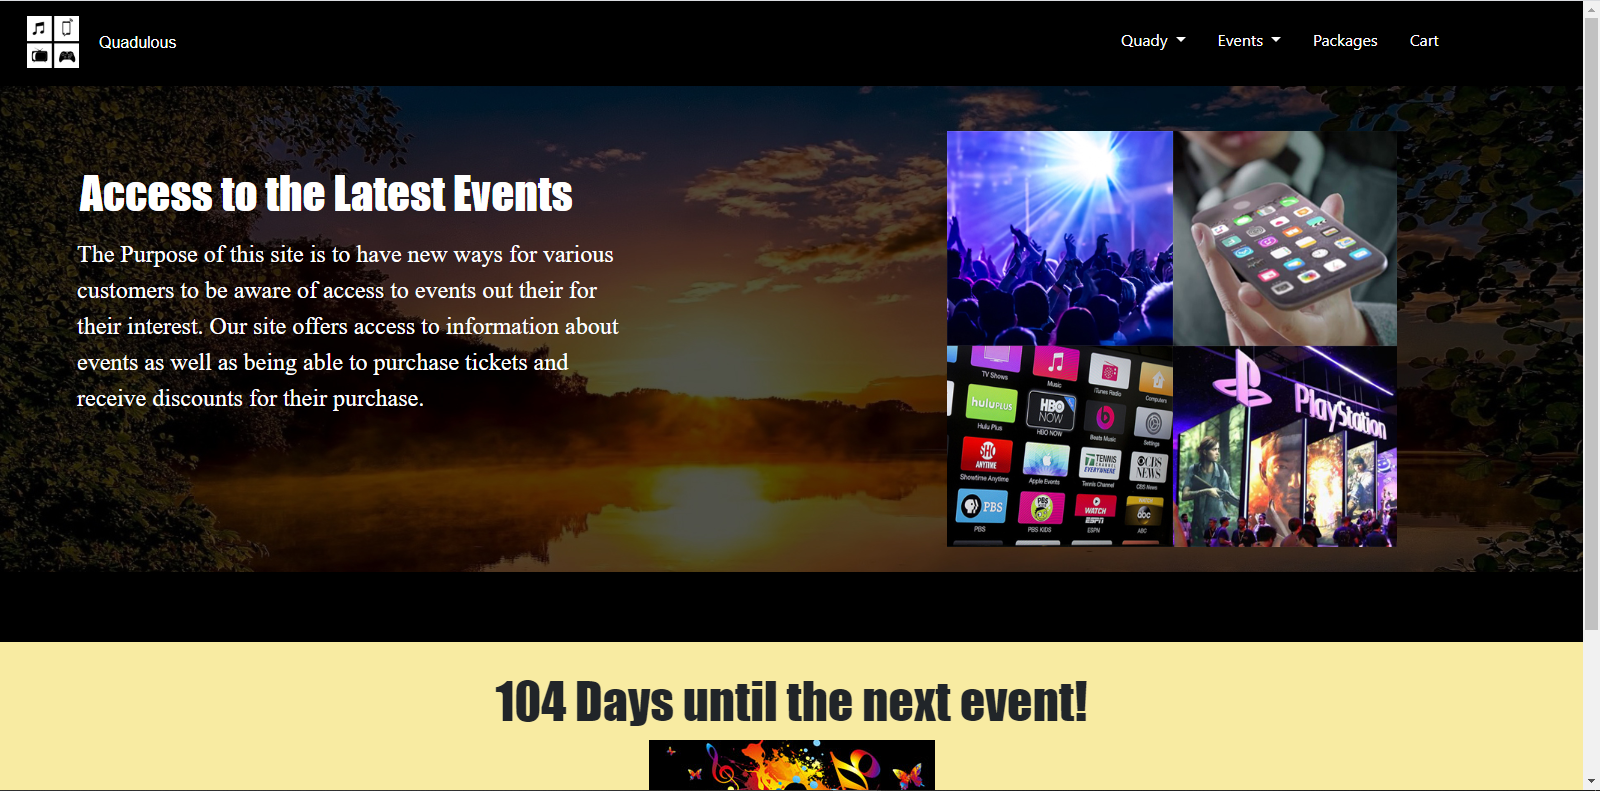 Quadulous
Quady
Events
Packages
Cart
Access to the Latest Events
The Purpose of this site is to have new ways for various
customers to be aware of access to events out their for
their interest. Our site offers access to information about
events as well as being able to purchase tickets and
receive discounts for their purchase.
TV Shows
Music
iTunes Radio
Computers
hulu PLUS
HBO NOW
Hulu Plus
HBO NOW
Beats Music
Settings
SHO ANYTIME
TENNIS CHANNEL EVERYWHERE
CBS NEWS
Showtime Anytime
Apple Events
Tennis Channel
CBS News
PBS
PBS KIDS
WATCH ESPN
abc
PBS
PBS KIDS
ESPN
ABC
PlayStation
104 Days until the next event!